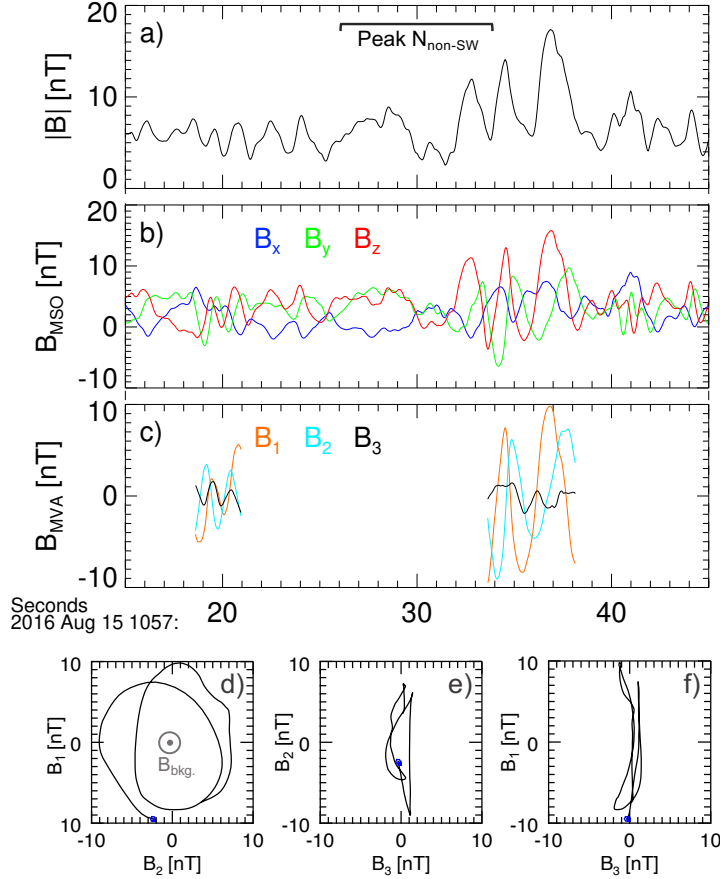 a)
Peak N_non-SW
|B| [nT]
20
10
0
b)
B_x B_y B_z
B_MSO [nT]
20
10
0
-10
c)
B_1 B_2 B_3
B_MVA [nT]
10
0
-10
Seconds
2016 Aug 15 1057:
20 30 40
d)
B_bkg.
B_1 [nT]
10
0
10
-10 0 10
B_2 [nT]
e)
B_2 [nT]
10
0
-10 0 10
B_3 [nT]
f)
B_1 [nT]
10
0
-10 0 10
B_3 [nT]